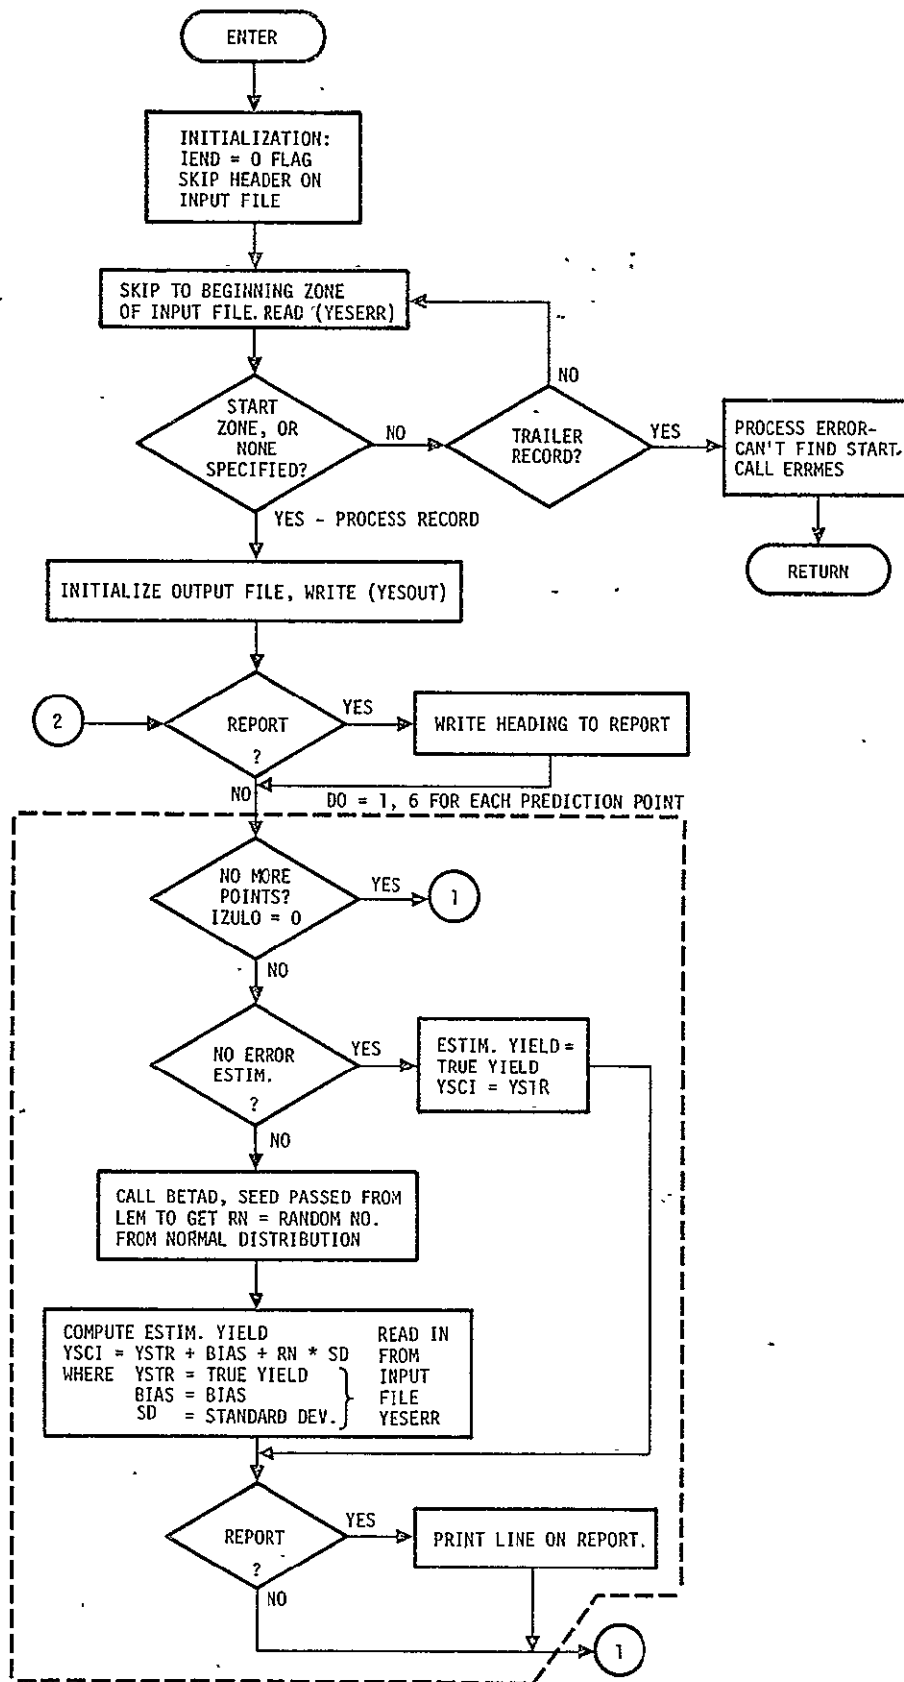 ENTER
INITIALIZATION:
IEND = 0 FLAG
SKIP HEADER ON
INPUT FILE
SKIP TO BEGINNING ZONE
OF INPUT FILE. READ (YESERR)
START
ZONE, OR
NONE
SPECIFIED?
NO
TRAILER
RECORD?
NO
YES
PROCESS ERROR-
CAN'T FIND START.
CALL ERRMES
RETURN
YES - PROCESS RECORD
INITIALIZE OUTPUT FILE, WRITE (YESOUT)
2
REPORT
?
YES
WRITE HEADING TO REPORT
NO
DO = 1, 6 FOR EACH PREDICTION POINT
NO MORE
POINTS?
IZULO = 0
YES
1
NO
NO ERROR
ESTIM.
?
YES
ESTIM. YIELD =
TRUE YIELD
YSCI = YSTR
NO
CALL BETAD, SEED PASSED FROM
LEM TO GET RN = RANDOM NO.
FROM NORMAL DISTRIBUTION
COMPUTE ESTIM. YIELD
YSCI = YSTR + BIAS + RN * SD
WHERE YSTR = TRUE YIELD
BIAS = BIAS
SD = STANDARD DEV.
READ IN
FROM
INPUT
FILE
YESERR
REPORT
?
YES
PRINT LINE ON REPORT.
NO
1